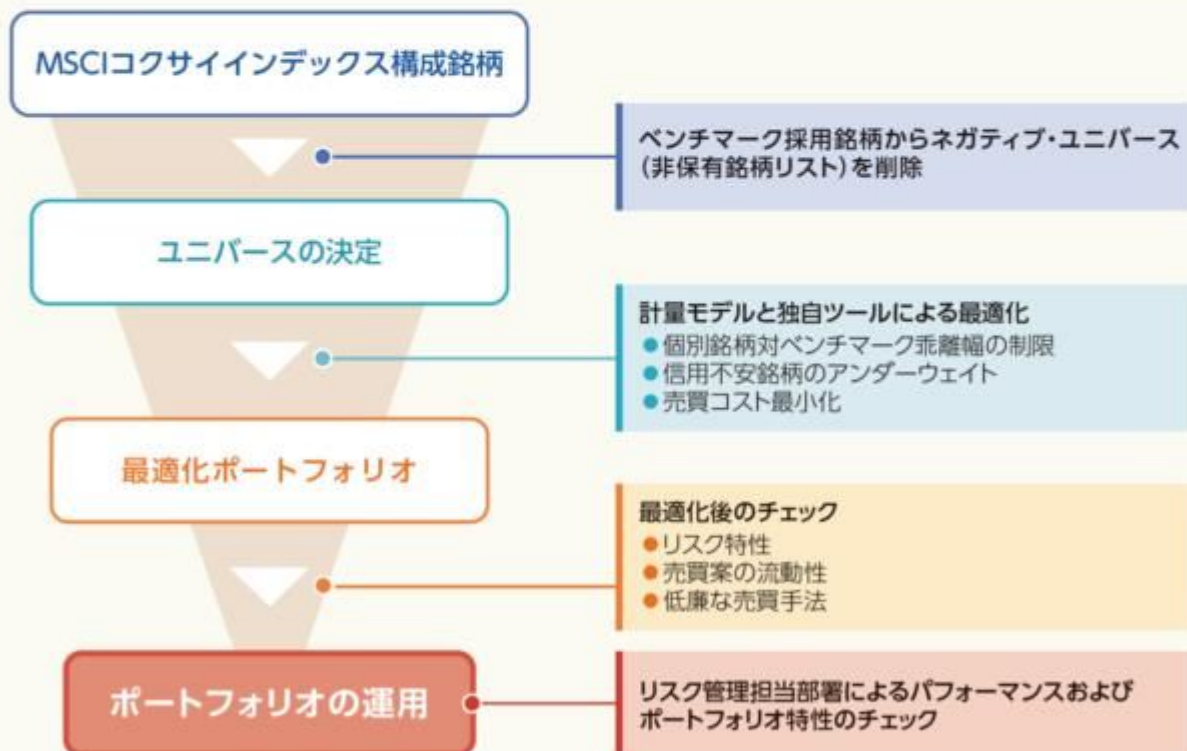 MSCIコクサイインデックス構成銘柄
ベンチマーク採用銘柄からネガティブ・ユニバース
(非保有銘柄リスト)を削除
ユニバースの決定
計量モデルと独自ツールによる最適化
●個別銘柄対ベンチマーク乖離幅の制限
●信用不安銘柄のアンダーウェイト
●売買コスト最小化
最適化ポートフォリオ
最適化後のチェック
●リスク特性
●売買案の流動性
●低廉な売買手法
ポートフォリオの運用
リスク管理担当部署によるパフォーマンスおよび
ポートフォリオ特性のチェック